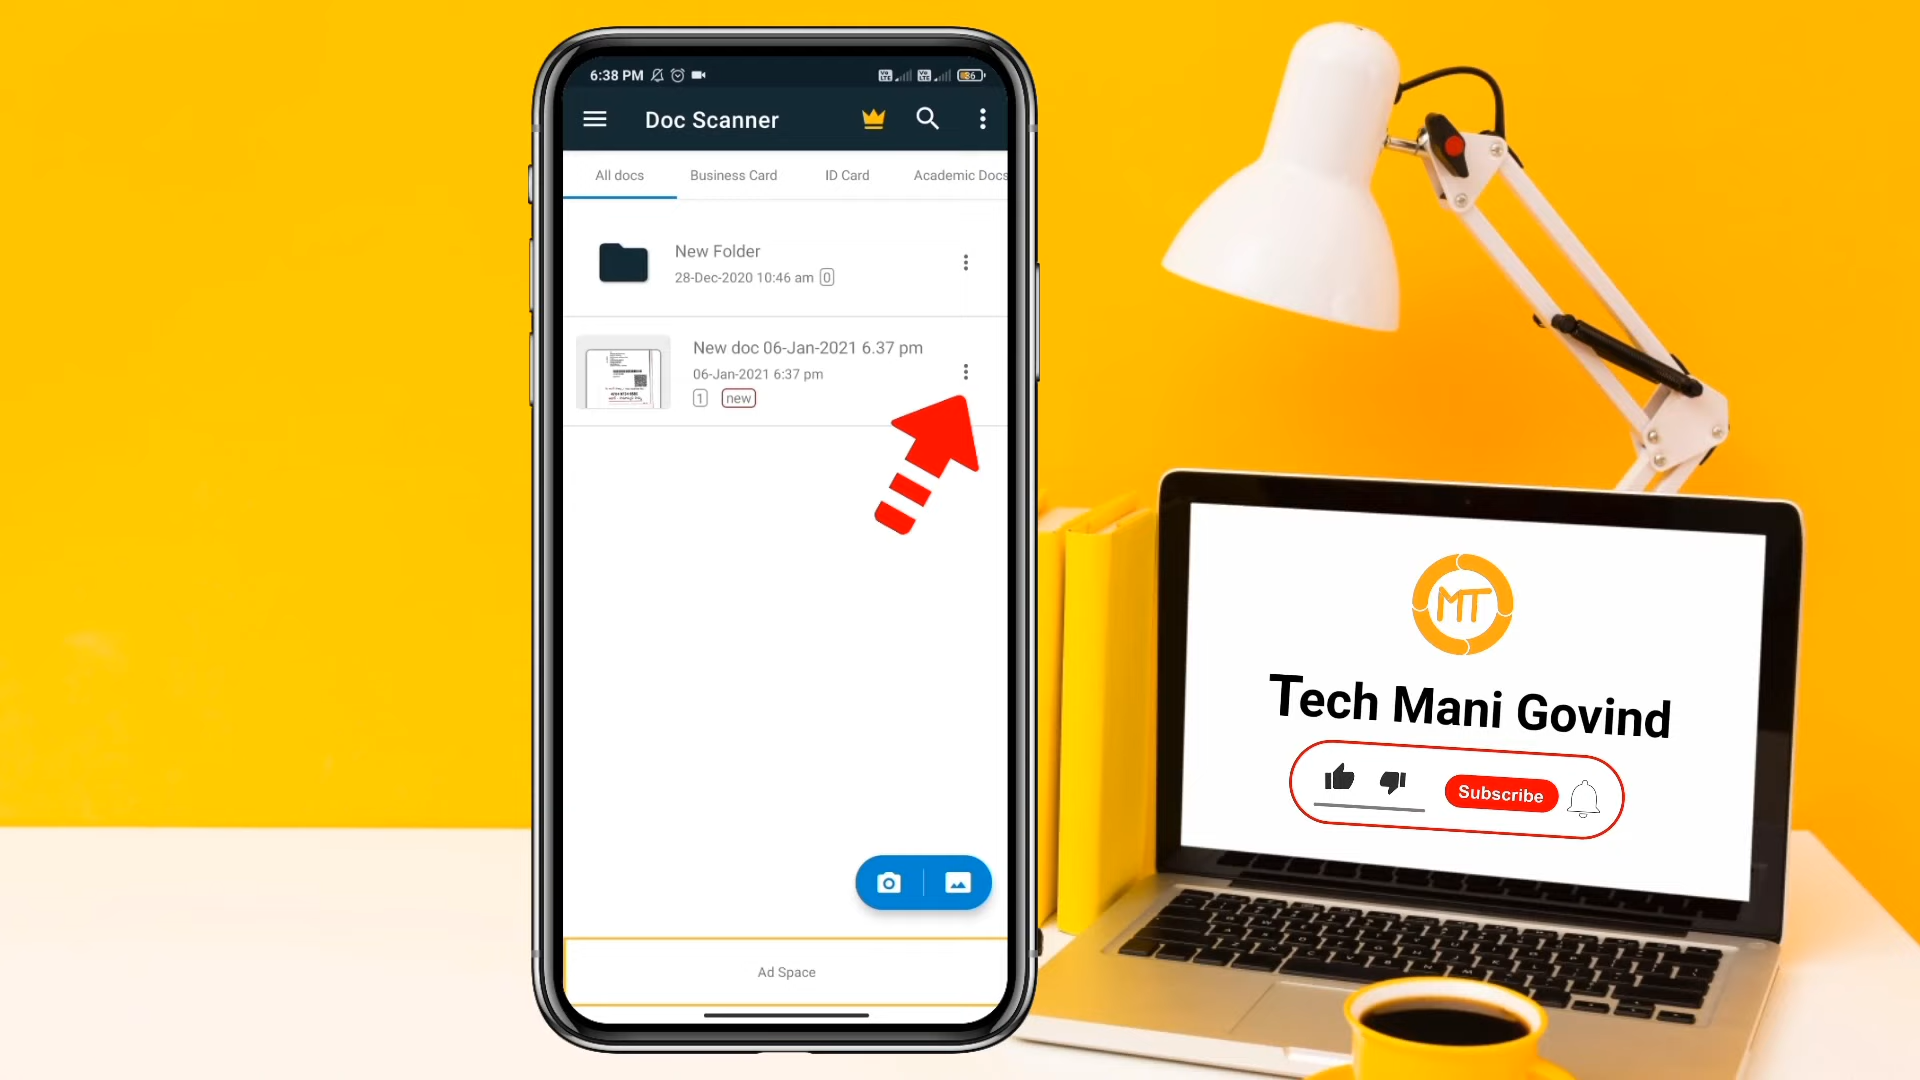 6:38 PM
86
Doc Scanner
All docs
Business Card
ID Card
Academic Docs
New Folder
28-Dec-2020 10:46 am 0
New doc 06-Jan-2021 6.37 pm
06-Jan-2021 6:37 pm
1 new
Ad Space
MT
Tech Mani Govind
Subscribe